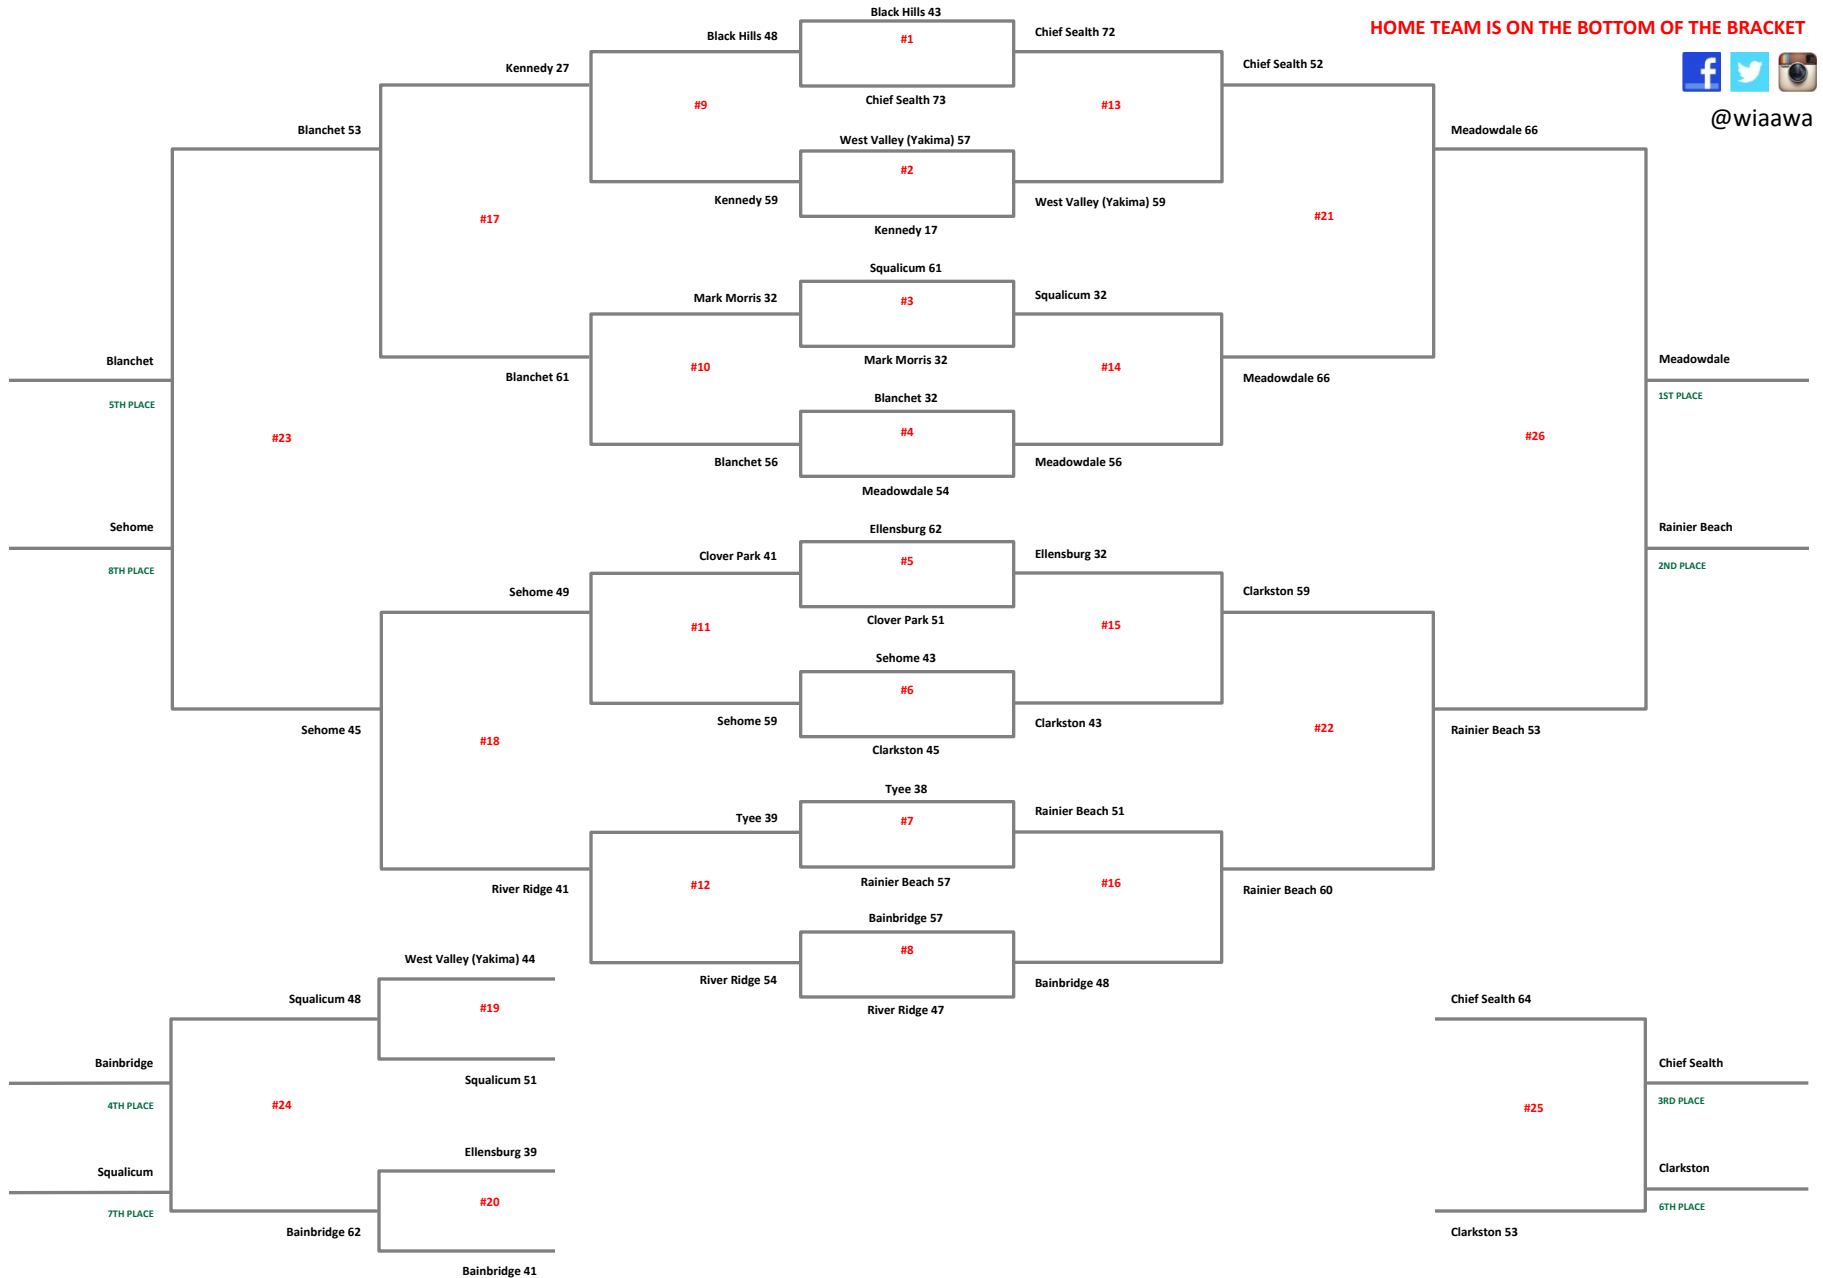 Black Hills 43
HOME TEAM IS ON THE BOTTOM OF THE BRACKET
Black Hills 48
#1
Chief Sealth 72
Kennedy 27
Chief Sealth 52
#9
Chief Sealth 73
#13
@wiaawa
Blanchet 53
Meadowdale 66
West Valley (Yakima) 57
#2
Kennedy 59
West Valley (Yakima) 59
#17
#21
Kennedy 17
Squalicum 61
Mark Morris 32
#3
Squalicum 32
Blanchet
Mark Morris 32
Meadowdale
#10
#14
Blanchet 61
Meadowdale 66
5TH PLACE
1ST PLACE
Blanchet 32
#23
#4
#26
Blanchet 56
Meadowdale 56
Meadowdale 54
Sehome
Ellensburg 62
Rainier Beach
Clover Park 41
#5
Ellensburg 32
8TH PLACE
2ND PLACE
Sehome 49
Clarkston 59
#11
Clover Park 51
#15
Sehome 43
#6
Sehome 59
Clarkston 43
Sehome 45
#18
Clarkston 45
#22
Rainier Beach 53
Tyee 38
Tyee 39
#7
Rainier Beach 51
River Ridge 41
#12
Rainier Beach 57
#16
Rainier Beach 60
Bainbridge 57
#8
West Valley (Yakima) 44
River Ridge 54
Bainbridge 48
Squalicum 48
#19
River Ridge 47
Chief Sealth 64
Bainbridge
Chief Sealth
Squalicum 51
4TH PLACE
#24
#25
3RD PLACE
Ellensburg 39
Squalicum
Clarkston
#20
7TH PLACE
6TH PLACE
Bainbridge 62
Clarkston 53
Bainbridge 41